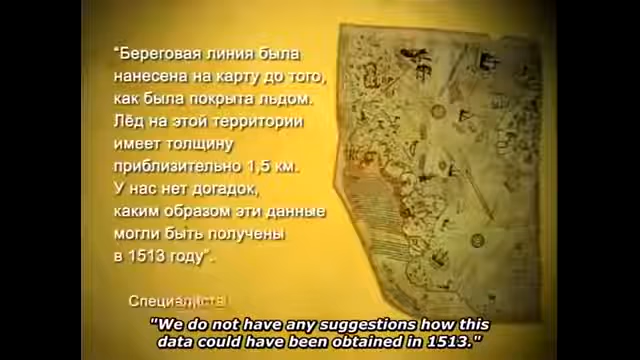 “Береговая линия была
нанесена на карту до того,
как была покрыта льдом.
Лёд на этой территории
имеет толщину
приблизительно 1,5 км.
У нас нет догадок,
каким образом эти данные
могли быть получены
в 1513 году”.
"We do not have any suggestions how this
data could have been obtained in 1513."